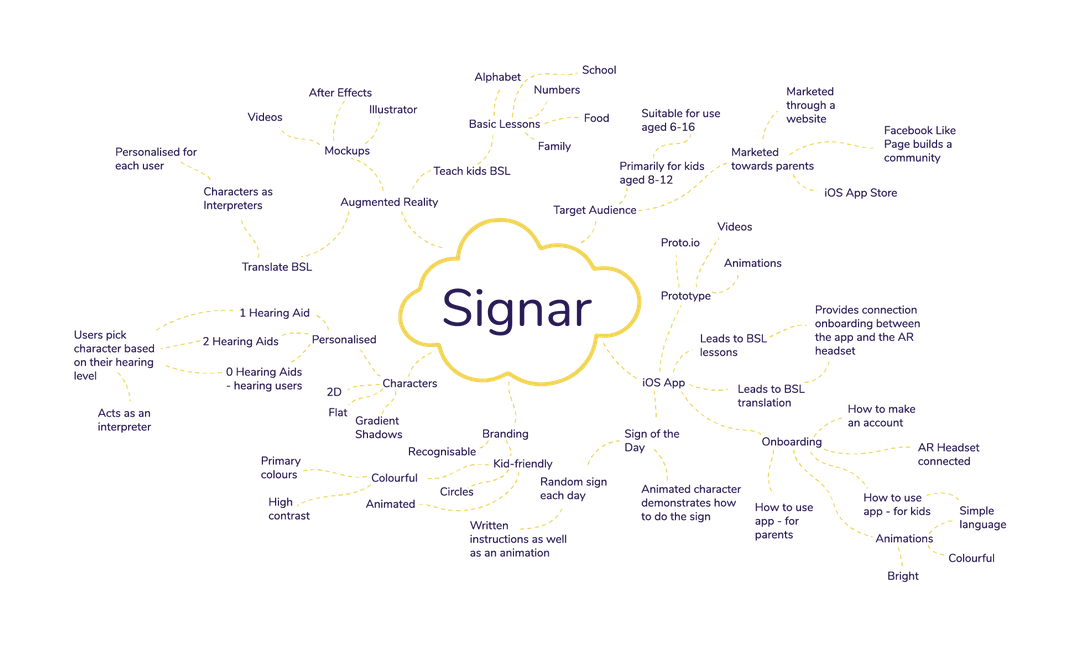 Signar
Augmented Reality
Mockups
Videos
After Effects
Illustrator
Translate BSL
Characters as
Interpreters
Personalised for
each user
Teach kids BSL
Basic Lessons
Alphabet
School
Numbers
Food
Family
Target Audience
Primarily for kids
aged 8-12
Suitable for use
aged 6-16
Marketed
towards parents
Marketed
through a
website
Facebook Like
Page builds a
community
iOS App Store
iOS App
Prototype
Proto.io
Videos
Animations
Leads to BSL
lessons
Leads to BSL
translation
Provides connection
onboarding between
the app and the AR
headset
Onboarding
How to make
an account
AR Headset
connected
How to use
app - for kids
Simple
language
Animations
Colourful
Bright
How to use
app - for
parents
Sign of the
Day
Random sign
each day
Written
instructions as well
as an animation
Animated character
demonstrates how
to do the sign
Branding
Recognisable
Kid-friendly
Colourful
Primary
colours
High
contrast
Circles
Animated
Characters
2D
Flat
Gradient
Shadows
Personalised
1 Hearing Aid
2 Hearing Aids
0 Hearing Aids
- hearing users
Users pick
character based
on their hearing
level
Acts as an
interpreter